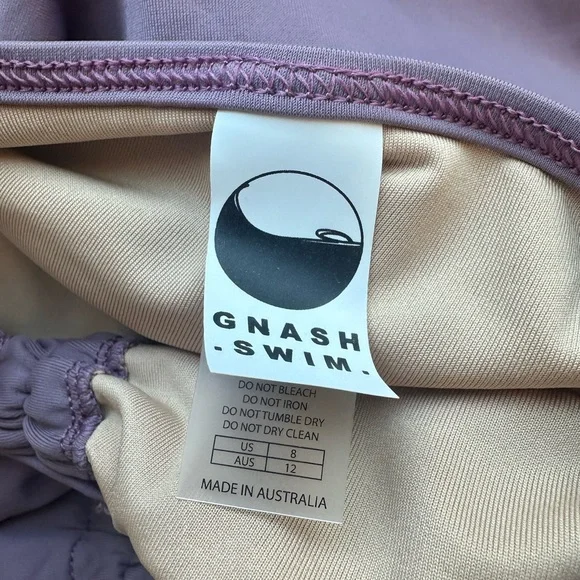 GNASH
- SWIM -
DO NOT BLEACH
DO NOT IRON
DO NOT TUMBLE DRY
DO NOT DRY CLEAN
US 8
AUS 12
MADE IN AUSTRALIA